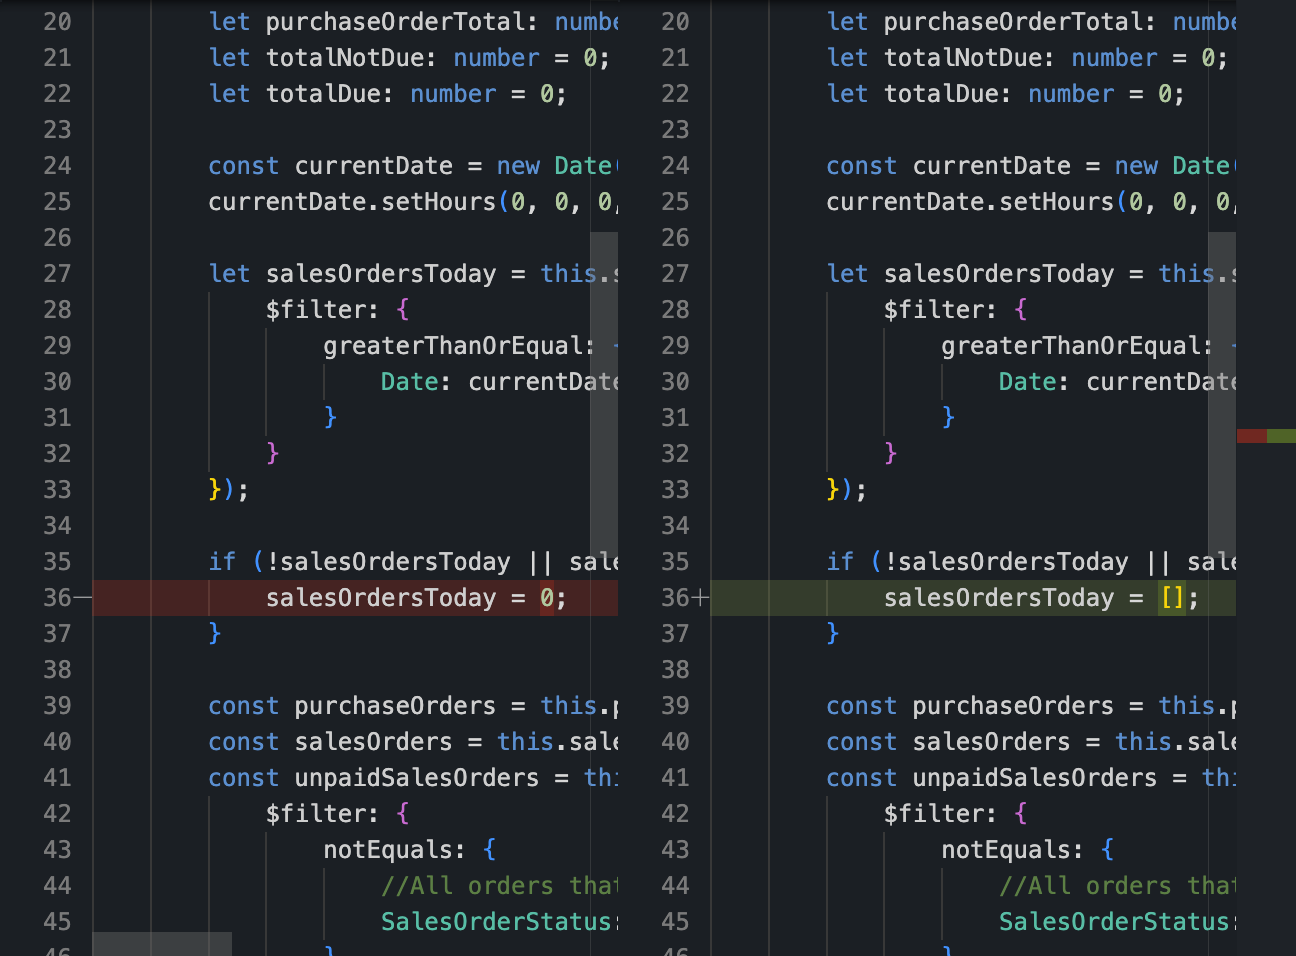 20 let purchaseOrderTotal: numbe
21 let totalNotDue: number = 0;
22 let totalDue: number = 0;
23
24 const currentDate = new Date(
25 currentDate.setHours(0, 0, 0,
26
27 let salesOrdersToday = this.s
28 $filter: {
29 greaterThanOrEqual: {
30 Date: currentDate
31 }
32 }
33 });
34
35 if (!salesOrdersToday || sale
36— salesOrdersToday = 0;
37 }
38
39 const purchaseOrders = this.p
40 const salesOrders = this.sale
41 const unpaidSalesOrders = thi
42 $filter: {
43 notEquals: {
44 //All orders that
45 SalesOrderStatus:
46 }
20 let purchaseOrderTotal: numbe
21 let totalNotDue: number = 0;
22 let totalDue: number = 0;
23
24 const currentDate = new Date(
25 currentDate.setHours(0, 0, 0,
26
27 let salesOrdersToday = this.s
28 $filter: {
29 greaterThanOrEqual: {
30 Date: currentDate
31 }
32 }
33 });
34
35 if (!salesOrdersToday || sale
36+ salesOrdersToday = [];
37 }
38
39 const purchaseOrders = this.p
40 const salesOrders = this.sale
41 const unpaidSalesOrders = thi
42 $filter: {
43 notEquals: {
44 //All orders that
45 SalesOrderStatus:
46 }